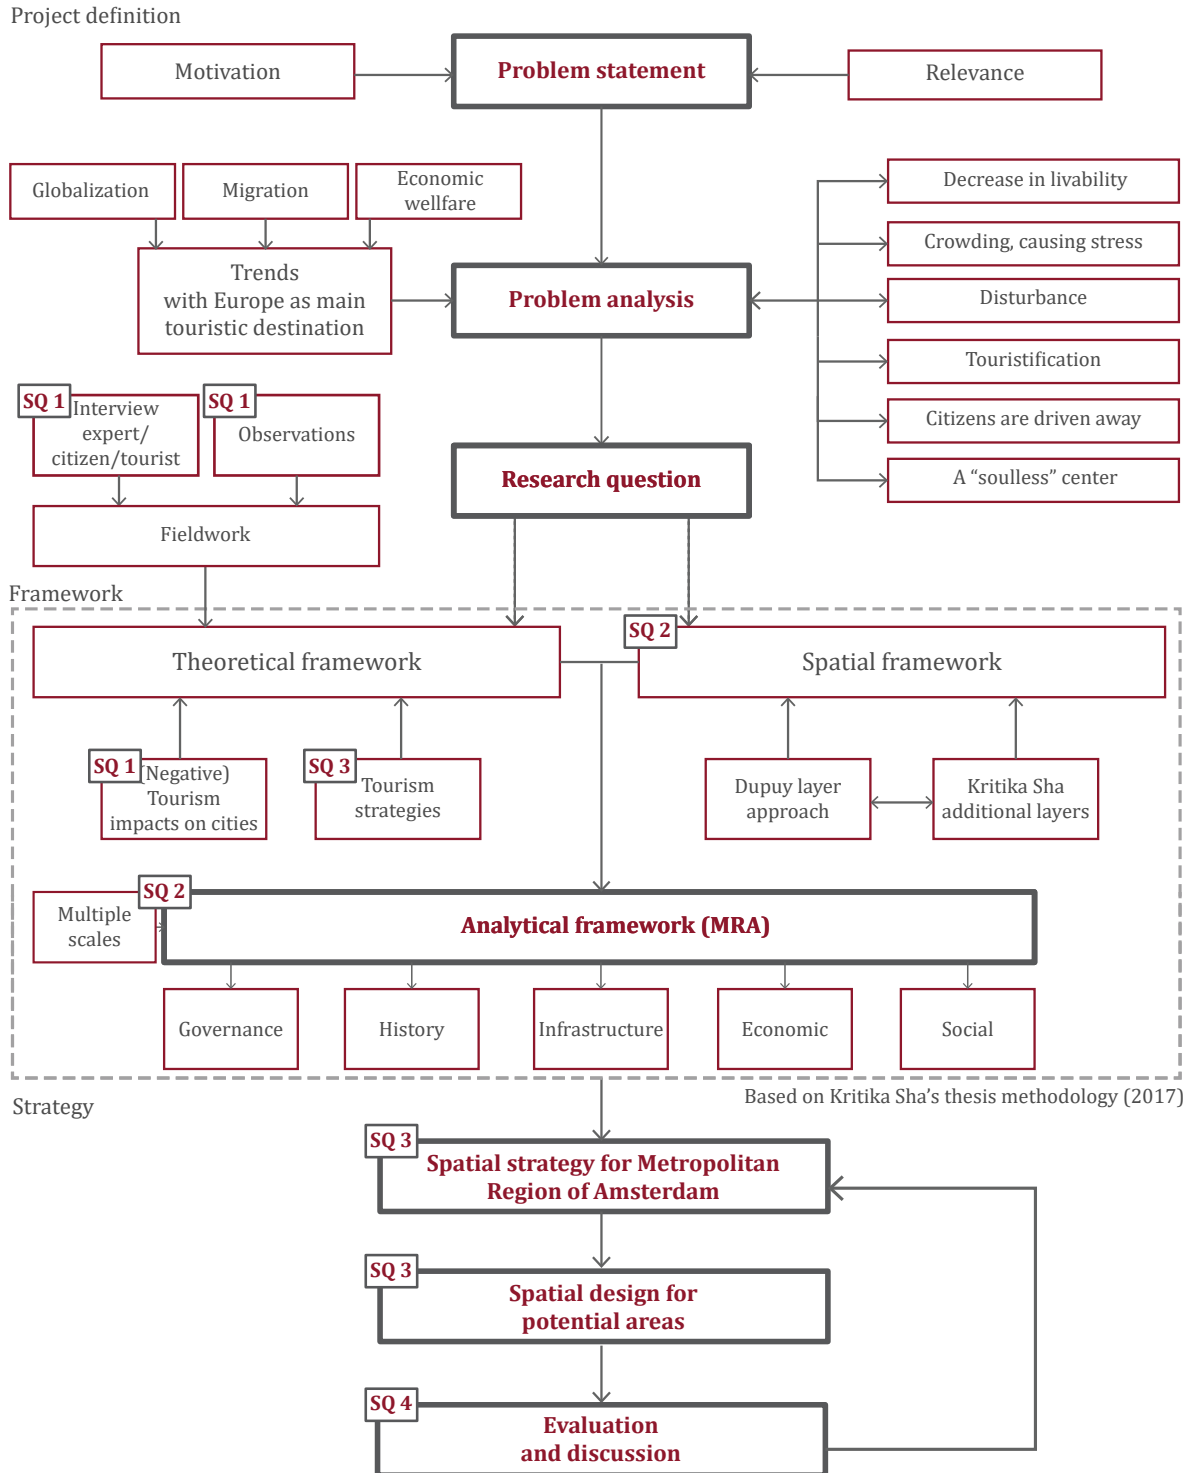 Project definition
Motivation
Problem statement
Relevance
Globalization
Migration
Economic
wellfare
Trends
with Europe as main
touristic destination
Problem analysis
Decrease in livability
Crowding, causing stress
Disturbance
Touristification
Citizens are driven away
A “soulless” center
SQ 1
Interview
expert/
citizen/tourist
SQ 1
Observations
Research question
Fieldwork
Framework
Theoretical framework
SQ 2
Spatial framework
SQ 1
(Negative)
Tourism
impacts on cities
SQ 3
Tourism
strategies
Dupuy layer
approach
Kritika Sha
additional layers
Multiple
scales
SQ 2
Analytical framework (MRA)
Governance
History
Infrastructure
Economic
Social
Based on Kritika Sha’s thesis methodology (2017)
Strategy
SQ 3
Spatial strategy for Metropolitan
Region of Amsterdam
SQ 3
Spatial design for
potential areas
SQ 4
Evaluation
and discussion